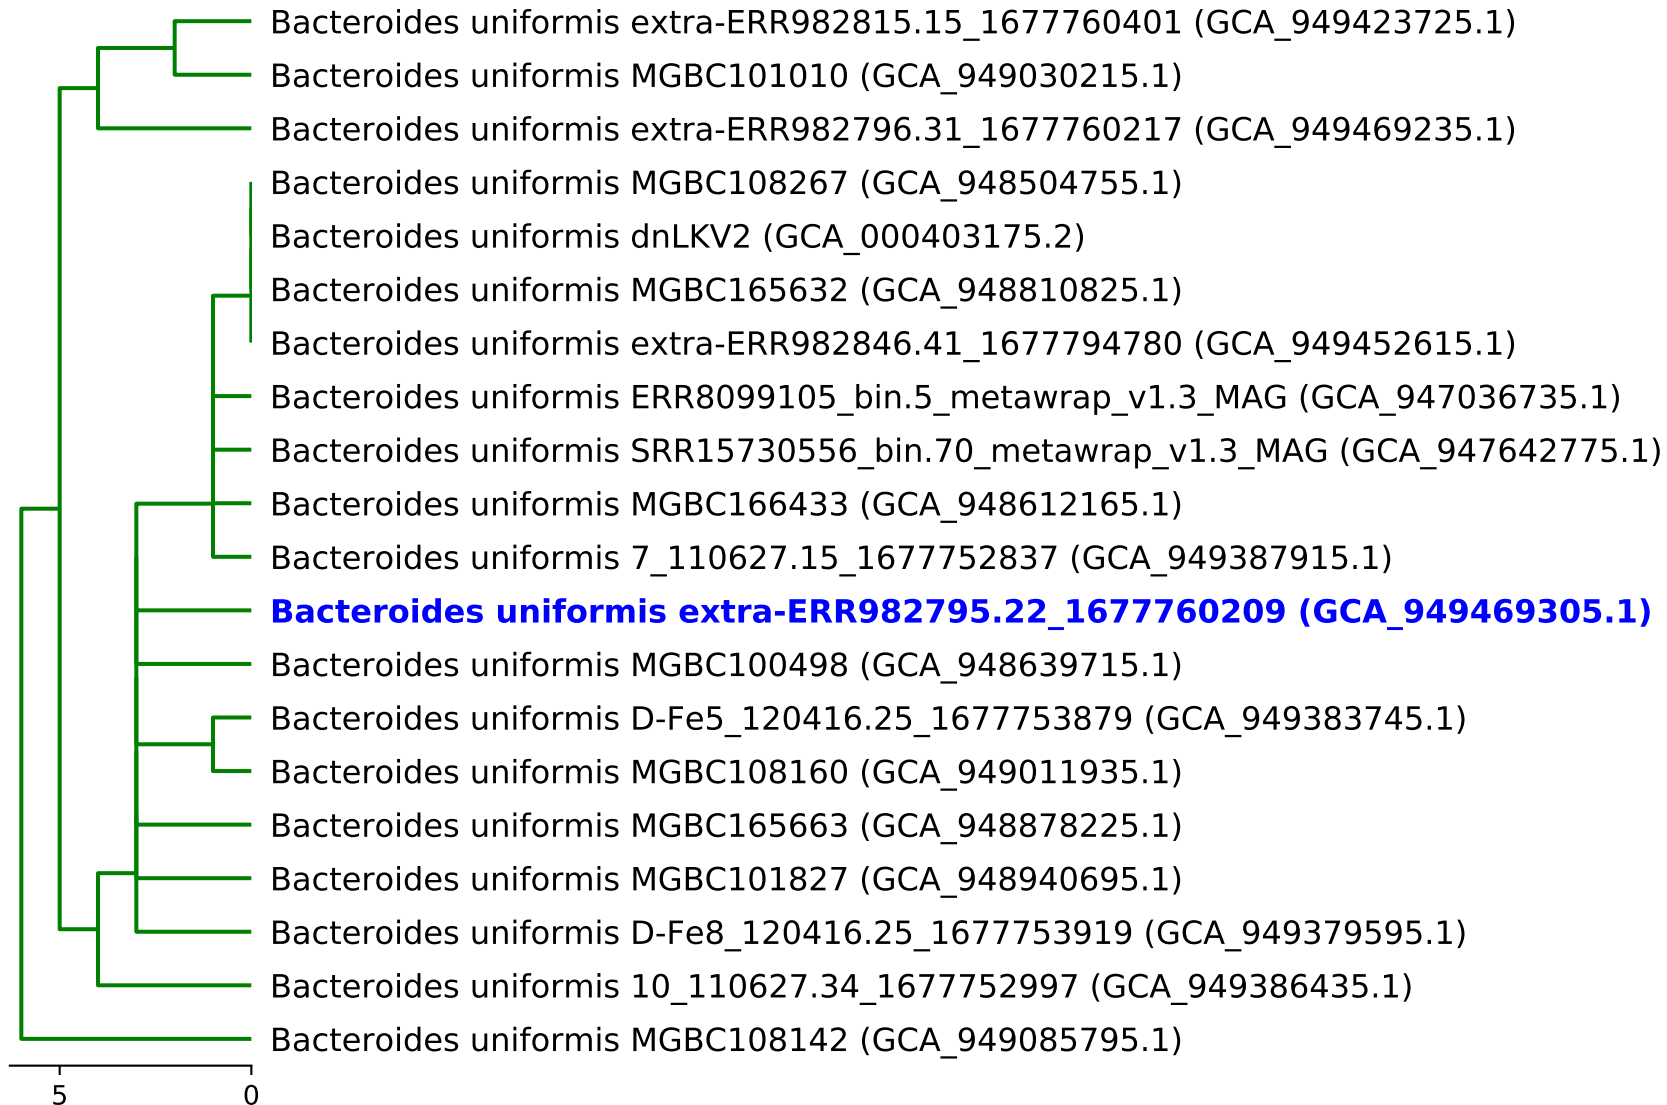 Bacteroides uniformis extra-ERR982815.15_1677760401 (GCA_949423725.1)
Bacteroides uniformis MGBC101010 (GCA_949030215.1)
Bacteroides uniformis extra-ERR982796.31_1677760217 (GCA_949469235.1)
Bacteroides uniformis MGBC108267 (GCA_948504755.1)
Bacteroides uniformis dnLKV2 (GCA_000403175.2)
Bacteroides uniformis MGBC165632 (GCA_948810825.1)
Bacteroides uniformis extra-ERR982846.41_1677794780 (GCA_949452615.1)
Bacteroides uniformis ERR8099105_bin.5_metawrap_v1.3_MAG (GCA_947036735.1)
Bacteroides uniformis SRR15730556_bin.70_metawrap_v1.3_MAG (GCA_947642775.1)
Bacteroides uniformis MGBC166433 (GCA_948612165.1)
Bacteroides uniformis 7_110627.15_1677752837 (GCA_949387915.1)
Bacteroides uniformis extra-ERR982795.22_1677760209 (GCA_949469305.1)
Bacteroides uniformis MGBC100498 (GCA_948639715.1)
Bacteroides uniformis D-Fe5_120416.25_1677753879 (GCA_949383745.1)
Bacteroides uniformis MGBC108160 (GCA_949011935.1)
Bacteroides uniformis MGBC165663 (GCA_948878225.1)
Bacteroides uniformis MGBC101827 (GCA_948940695.1)
Bacteroides uniformis D-Fe8_120416.25_1677753919 (GCA_949379595.1)
Bacteroides uniformis 10_110627.34_1677752997 (GCA_949386435.1)
Bacteroides uniformis MGBC108142 (GCA_949085795.1)
5 0